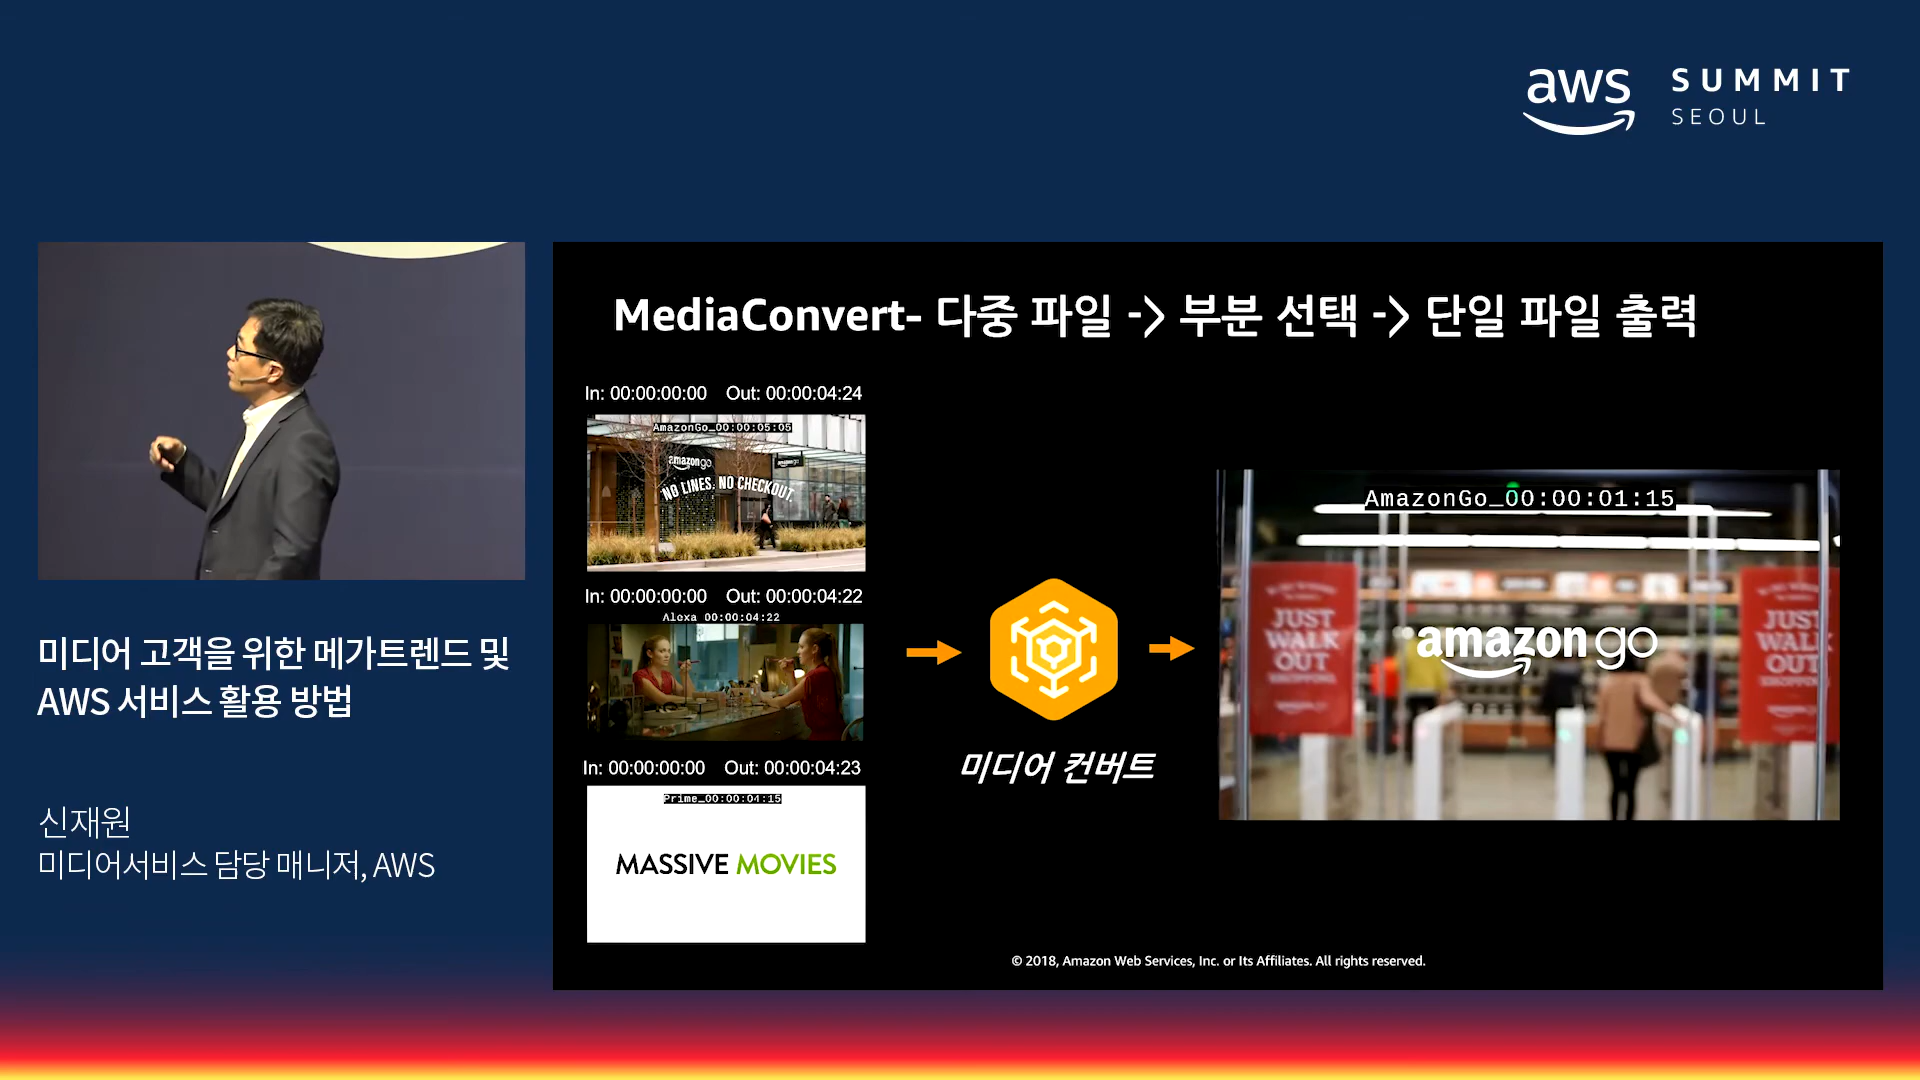 aws SUMMIT
SEOUL
MediaConvert- 다중 파일 -> 부분 선택 -> 단일 파일 출력
In: 00:00:00:00 Out: 00:00:04:24
AmazonGo_00:00:05:05
amazon go
NO LINES. NO CHECKOUT.
In: 00:00:00:00 Out: 00:00:04:22
Alexa 00:00:04:22
In: 00:00:00:00 Out: 00:00:04:23
Prime_00:00:04:15
MASSIVE MOVIES
미디어 컨버트
AmazonGo_00:00:01:15
JUST
WALK
OUT
SHOPPING
amazon go
JUST
WALK
OUT
© 2018, Amazon Web Services, Inc. or Its Affiliates. All rights reserved.
미디어 고객을 위한 메가트렌드 및
AWS 서비스 활용 방법
신재원
미디어서비스 담당 매니저, AWS